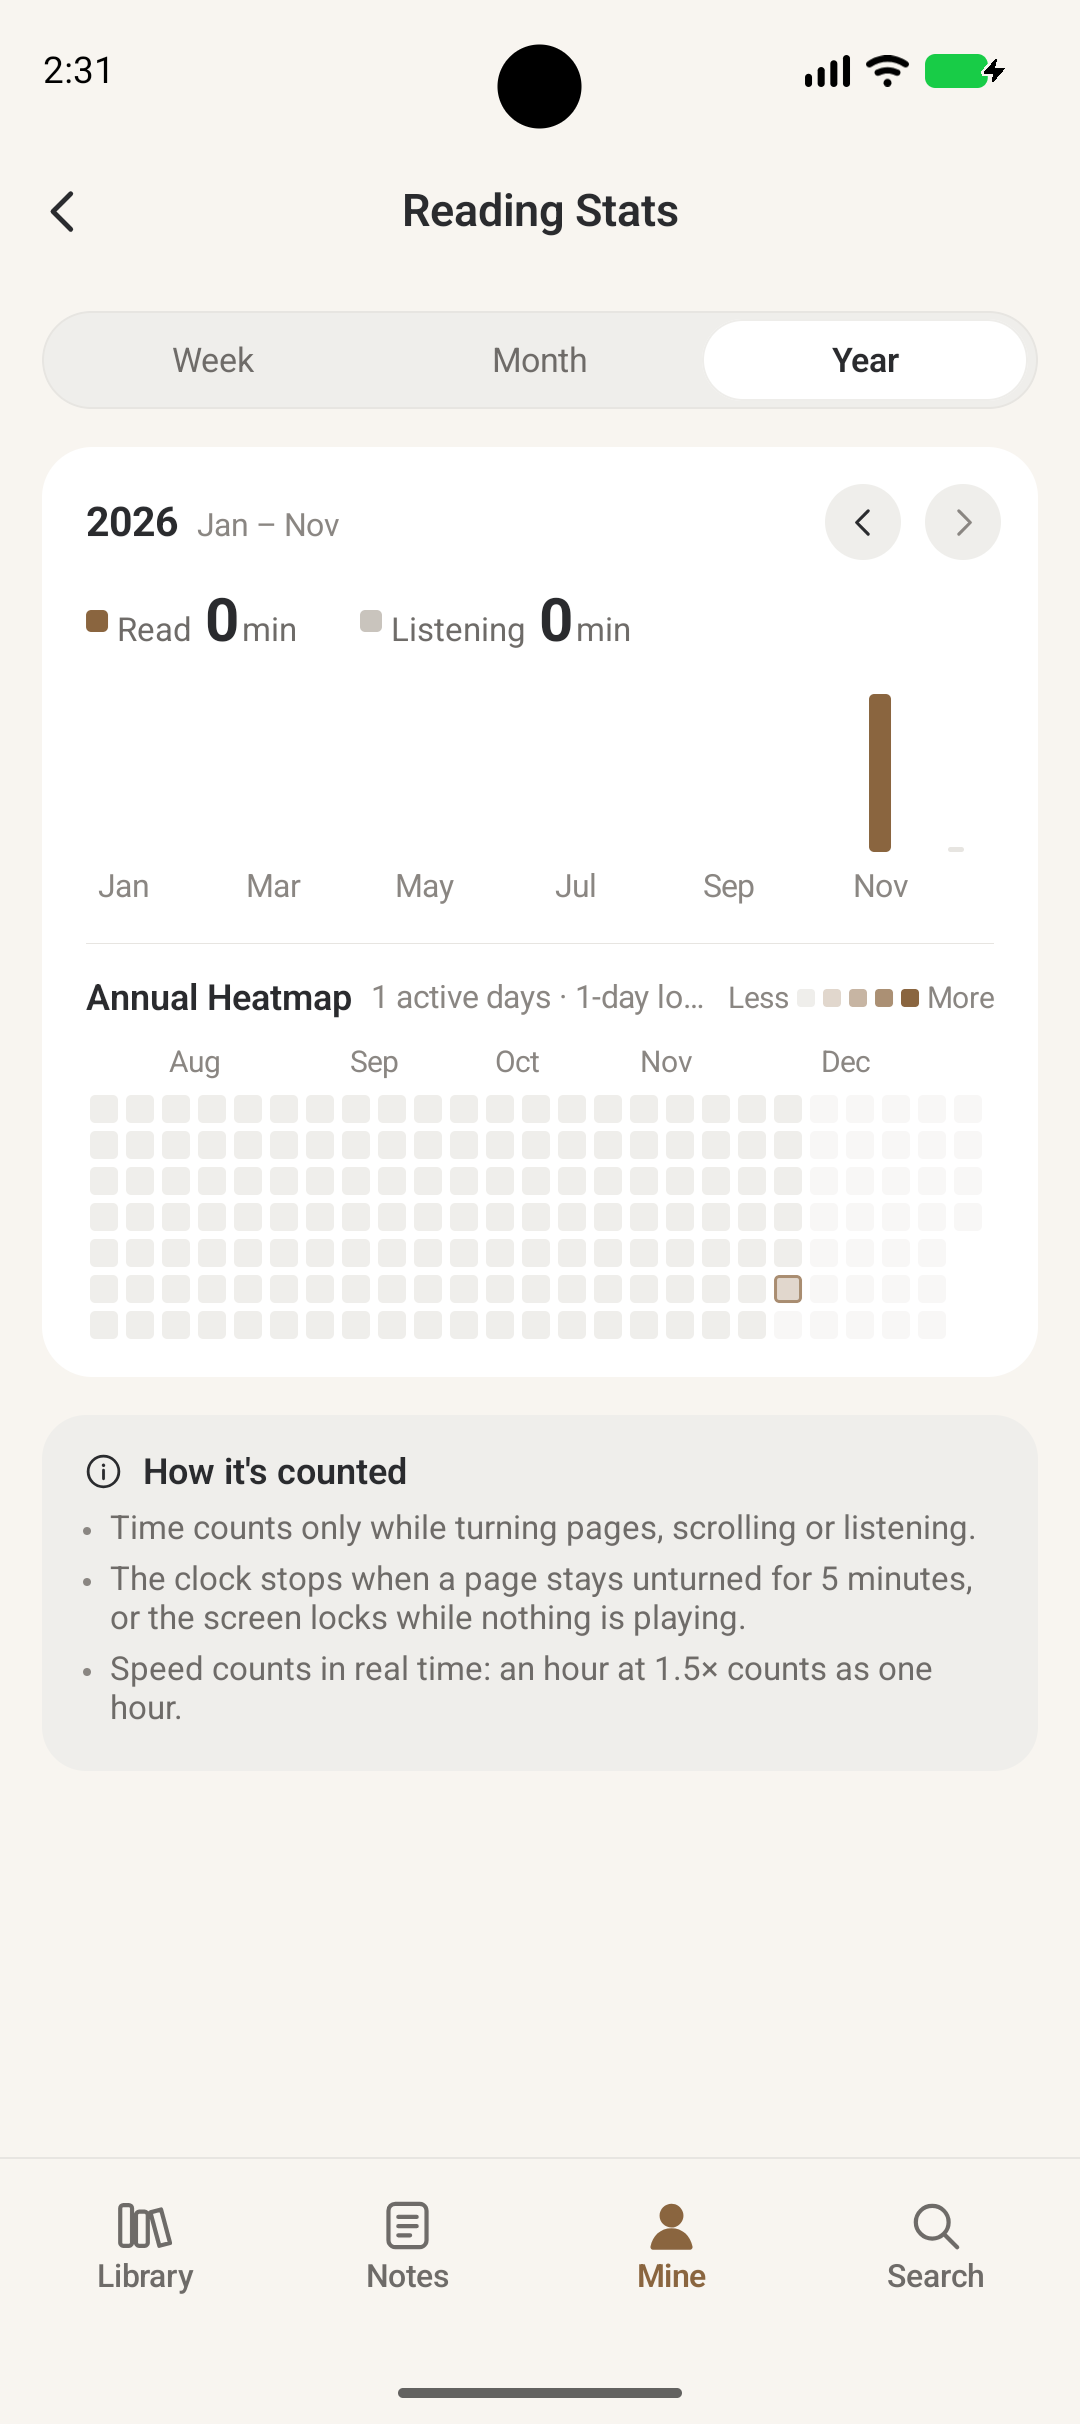 2:31
Reading Stats
Week Month Year
2026 Jan – Nov
Read 0 min Listening 0 min
Jan Mar May Jul Sep Nov
Annual Heatmap 1 active days · 1-day lo... Less More
Aug Sep Oct Nov Dec
How it's counted
• Time counts only while turning pages, scrolling or listening.
• The clock stops when a page stays unturned for 5 minutes,
or the screen locks while nothing is playing.
• Speed counts in real time: an hour at 1.5× counts as one
hour.
Library Notes Mine Search